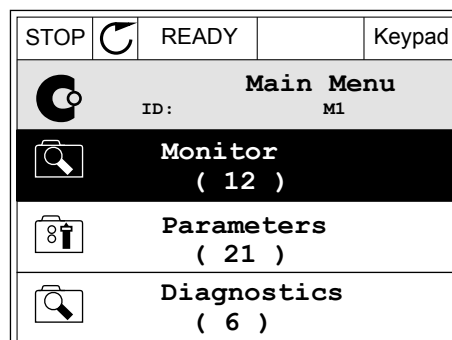 STOP READY Keypad
Main Menu
ID: M1
Monitor
( 12 )
Parameters
( 21 )
Diagnostics
( 6 )